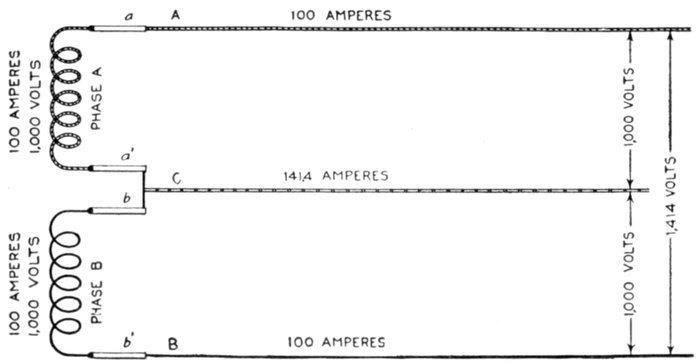 a A 100 AMPERES
100 AMPERES
1,000 VOLTS
PHASE A
1,000 VOLTS
1,414 VOLTS
a'
C 141,4 AMPERES
b
100 AMPERES
1,000 VOLTS
PHASE B
1,000 VOLTS
b' B 100 AMPERES